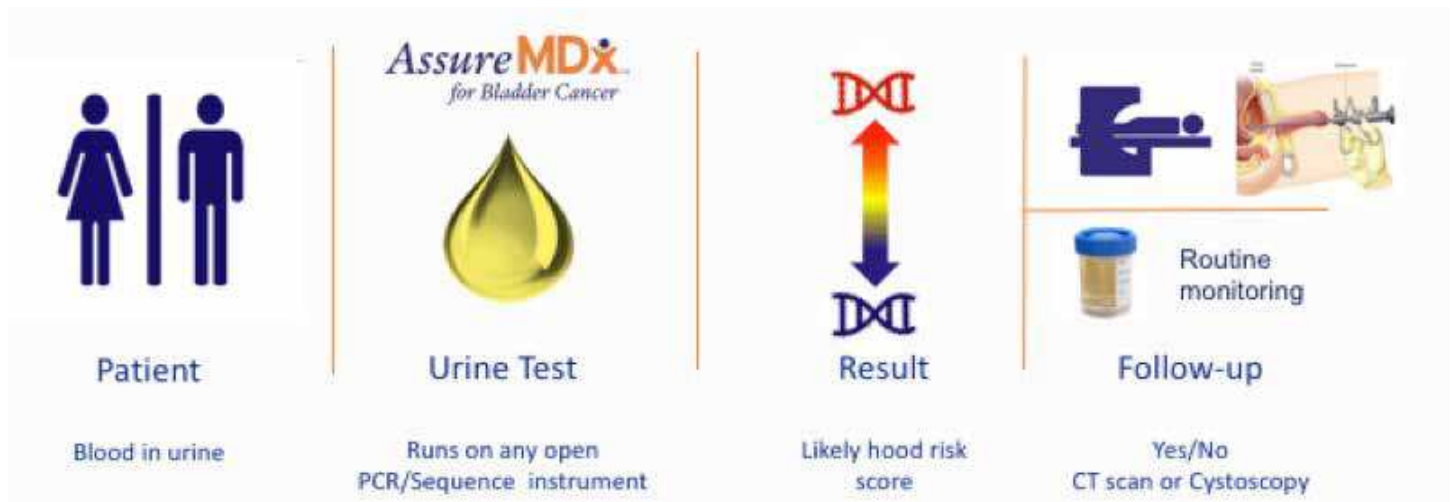 AssureMDx
for Bladder Cancer
Routine
monitoring
Patient
Urine Test
Result
Follow-up
Blood in urine
Runs on any open
PCR/Sequence instrument
Likely hood risk
score
Yes/No
CT scan or Cystoscopy